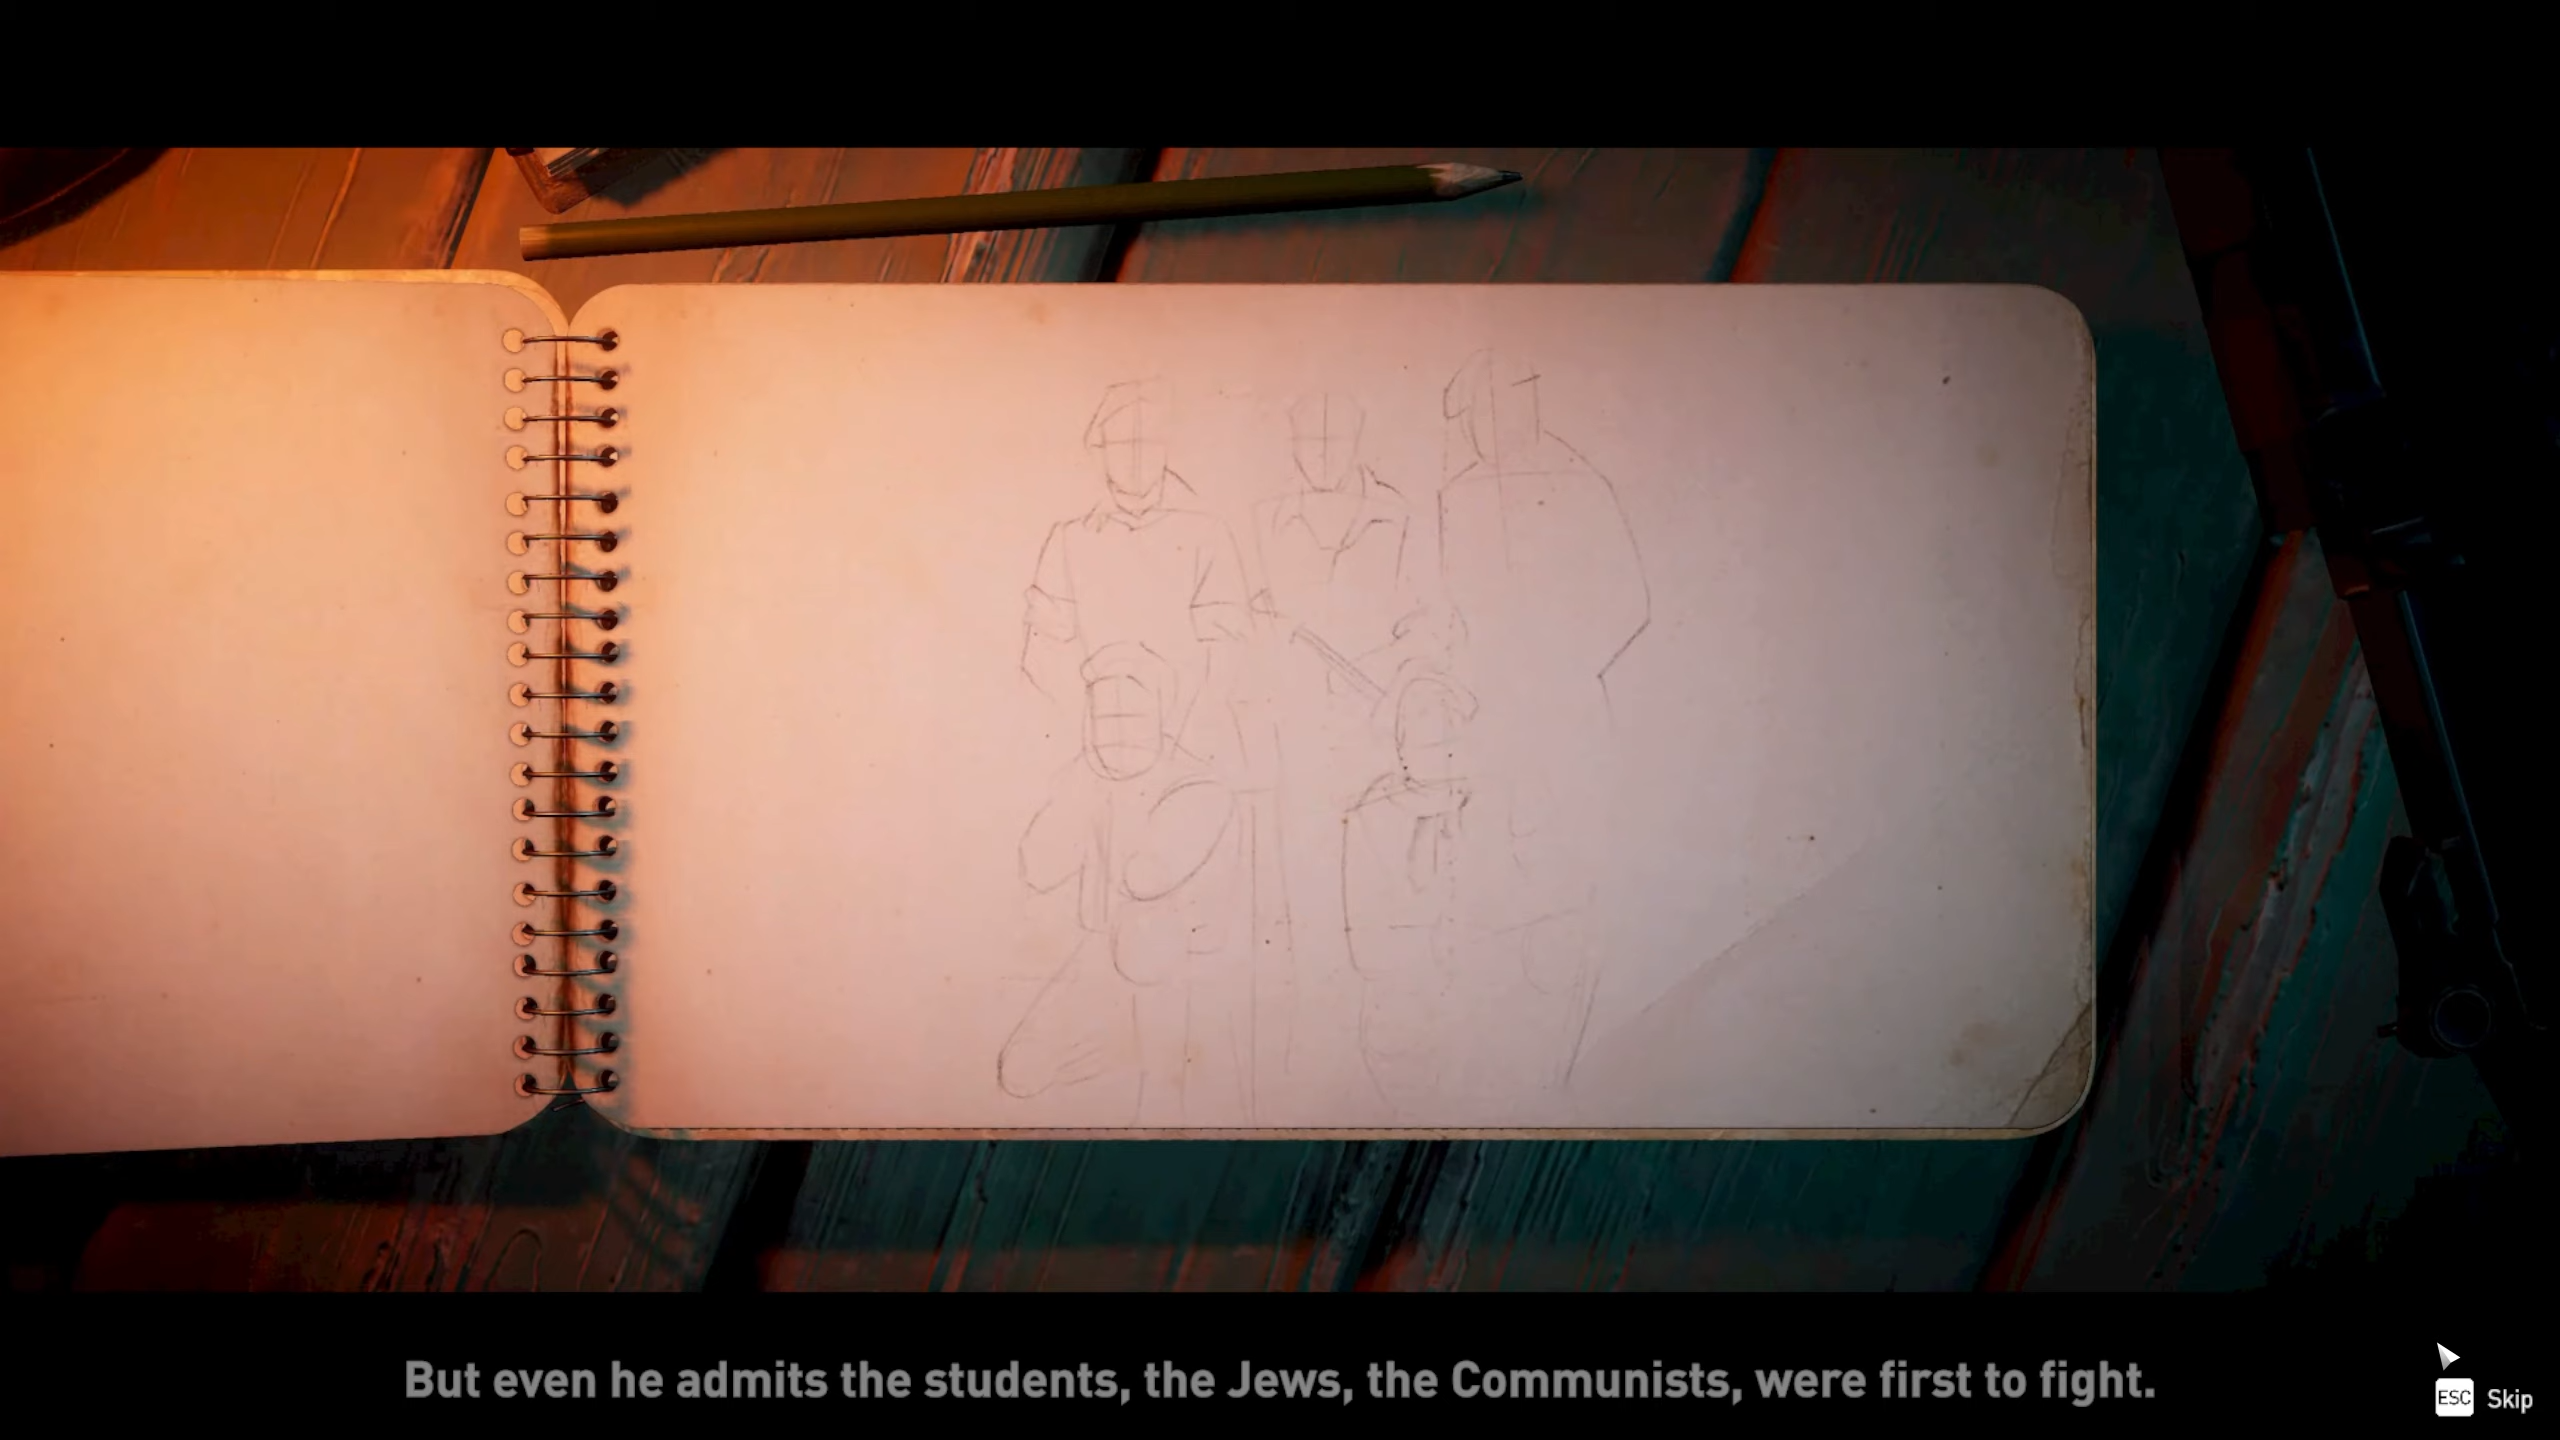 But even he admits the students, the Jews, the Communists, were first to fight.
ESC Skip